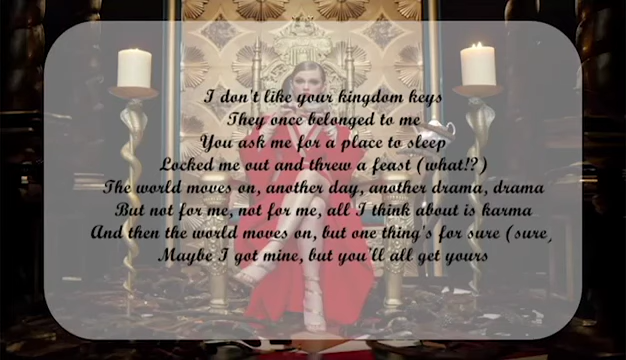 I don't like your kingdom keys
They once belonged to me
You ask me for a place to sleep
Locked me out and threw a feast (what!?)
The world moves on, another day, another drama, drama
But not for me, not for me, all I think about is karma
And then the world moves on, but one thing's for sure (sure,
Maybe I got mine, but you'll all get yours